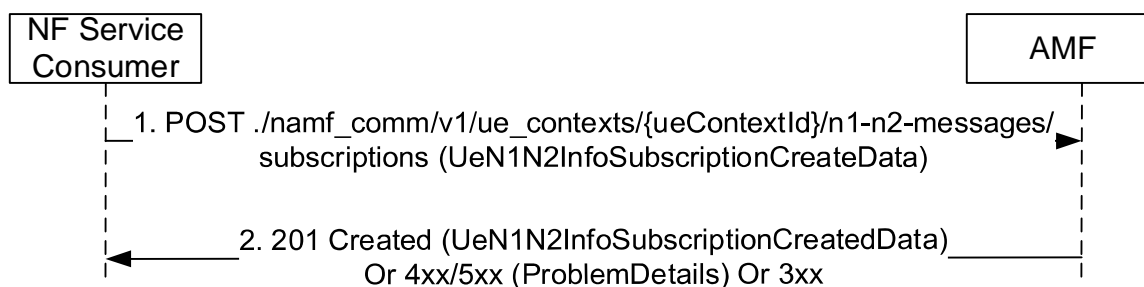 NF Service
Consumer
AMF
1. POST ./namf_comm/v1/ue_contexts/{ueContextId}/n1-n2-messages/
subscriptions (UeN1N2InfoSubscriptionCreateData)
2. 201 Created (UeN1N2InfoSubscriptionCreatedData)
Or 4xx/5xx (ProblemDetails) Or 3xx